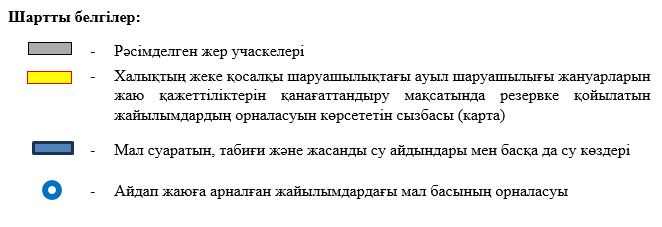 Шартты белгілер:
- Рәсімделген жер учаскелері
- Халықтың жеке қосалқы шаруашылықтағы ауыл шаруашылығы жануарларын
жаю қажеттіліктерін қанағаттандыру мақсатында резервке қойылатын
жайылымдардың орналасуын көрсететін сызбасы (карта)
- Мал суаратын, табиғи және жасанды су айдындары мен басқа да су көздері
- Айдап жаюға арналған жайылымдардағы мал басының орналасуы